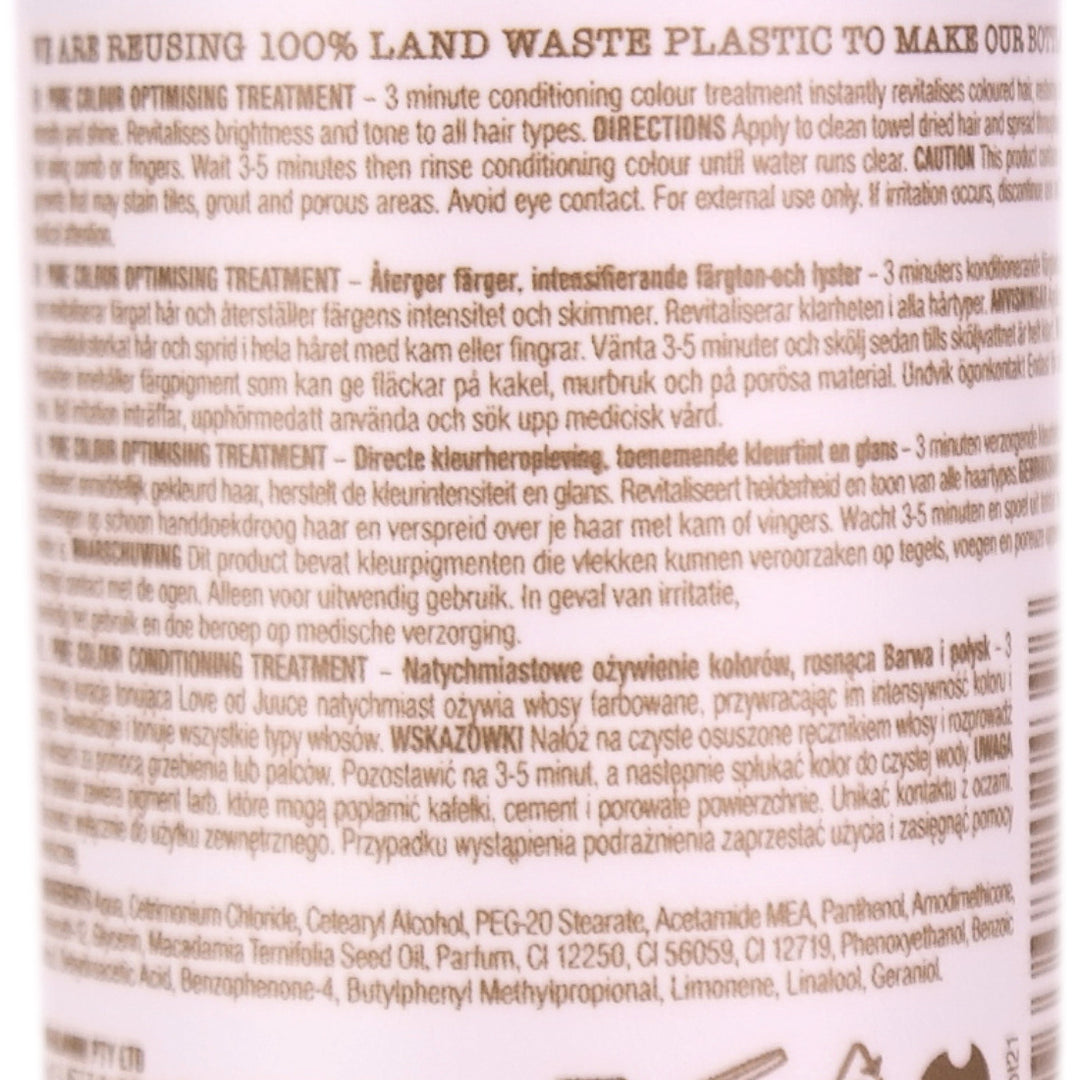 ARE REUSING 100% LAND WASTE PLASTIC TO MAKE OUR
COLOUR OPTIMISING TREATMENT – 3 minute conditioning colour treatment instantly revitalises coloured hair,
and shine. Revitalises brightness and tone to all hair types. DIRECTIONS Apply to clean towel dried hair and spread
comb or fingers. Wait 3-5 minutes then rinse conditioning colour until water runs clear. CAUTION This product
that may stain tiles, grout and porous areas. Avoid eye contact. For external use only. If irritation occurs,
COLOUR OPTIMISING TREATMENT – Återger färger, intensifierande färgton och lyster – 3 minuters
färgat hår och återställer färgens intensitet och skimmer. Revitaliserar klarheten i alla hårtyper.
hår och sprid i hela håret med kam eller fingrar. Vänta 3-5 minuter och skölj sedan tills
innehåller färgpigment som kan ge fläckar på kakel, murbruk och på porösa material. Undvik ögonkontakt
irritation inträffar, upphörmedatt använda och sök upp medicisk vård.
COLOUR OPTIMISING TREATMENT – Directe kleurheropleving, toenemende kleurtint en glans – 3 minuten
gekleurd haar, herstelt de kleurintensiteit en glans. Revitaliseert helderheid en toon van alle haartypes.
op schoon handdoekdroog haar en verspreid over je haar met kam of vingers. Wacht 3-5 minuten en spoel
WAARSCHUWING Dit product bevat kleurpigmenten die vlekken kunnen veroorzaken op tegels, voegen en
contact met de ogen. Alleen voor uitwendig gebruik. In geval van irritatie,
gebruik en doe beroep op medische verzorging.
COLOUR CONDITIONING TREATMENT – Natychmiastowe ożywienie kolorów, rosnąca Barwa i połysk – 3
tonująca Love od Juuce natychmiast ożywia włosy farbowane, przywracając im intensywność koloru i
i tonuje wszystkie typy włosów. WSKAZÓWKI Nałóż na czyste osuszone ręcznikiem włosy i rozprowadź
za pomocą grzebienia lub palców. Pozostawić na 3-5 minut, a następnie spłukać kolor do czystej wody. UWAGA
pigment farb, które mogą poplamić kafelki, cement i porowate powierzchnie. Unikać kontaktu z oczami.
do użytku zewnętrznego. Przypadku wystąpienia podrażnienia zaprzestać użycia i zasięgnąć pomocy
Aqua, Cetrimonium Chloride, Cetearyl Alcohol, PEG-20 Stearate, Acetamide MEA, Panthenol, Amodimethicone,
Glycerin, Macadamia Ternifolia Seed Oil, Parfum, CI 12250, CI 56059, CI 12719, Phenoxyethanol, Benzoic
Acid, Benzophenone-4, Butylphenyl Methylpropional, Limonene, Linalool, Geraniol.
PTY LTD